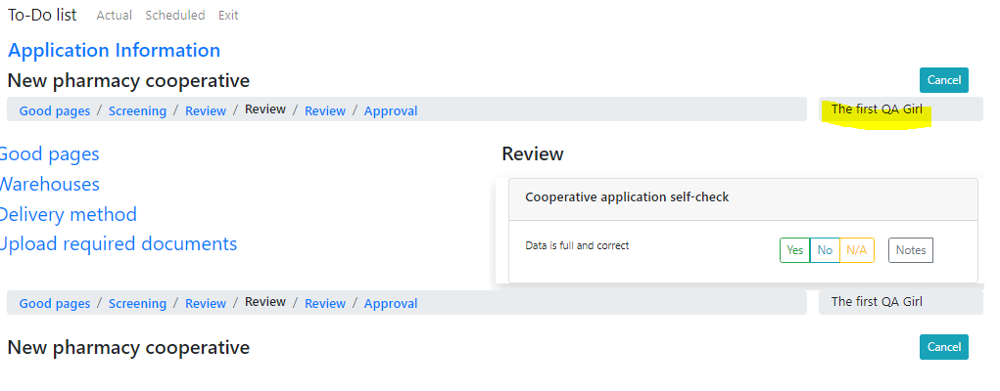 To-Do list Actual Scheduled Exit
Application Information
New pharmacy cooperative Cancel
Good pages / Screening / Review / Review / Review / Approval The first QA Girl
Good pages
Warehouses
Delivery method
Upload required documents
Review
Cooperative application self-check
Data is full and correct Yes No N/A Notes
Good pages / Screening / Review / Review / Review / Approval The first QA Girl
New pharmacy cooperative Cancel